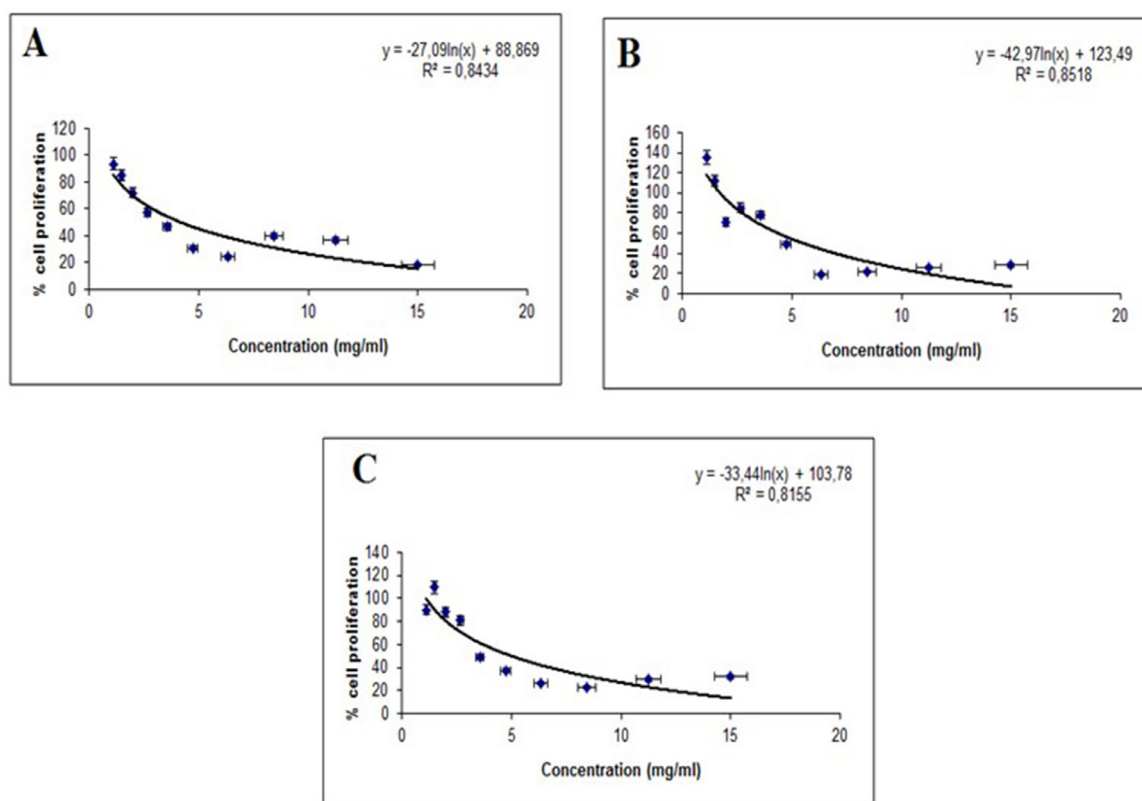 A
y = -27,09ln(x) + 88,869
R² = 0,8434
% cell proliferation
120
100
80
60
40
20
0
0 5 10 15 20
Concentration (mg/ml)
B
y = -42,97ln(x) + 123,49
R² = 0,8518
% cell proliferation
160
140
120
100
80
60
40
20
0
0 5 10 15 20
Concentration (mg/ml)
C
y = -33,44ln(x) + 103,78
R² = 0,8155
% cell proliferation
140
120
100
80
60
40
20
0
0 5 10 15 20
Concentration (mg/ml)